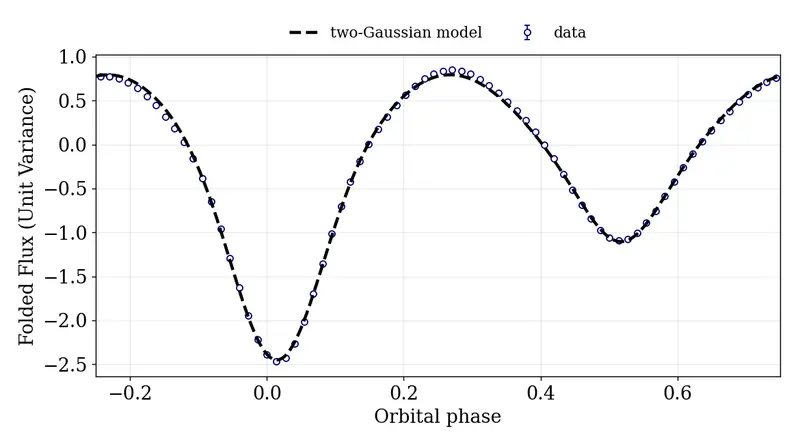 two-Gaussian model data
1.0
0.5
0.0
−0.5
−1.0
−1.5
−2.0
−2.5
Folded Flux (Unit Variance)
−0.2 0.0 0.2 0.4 0.6
Orbital phase